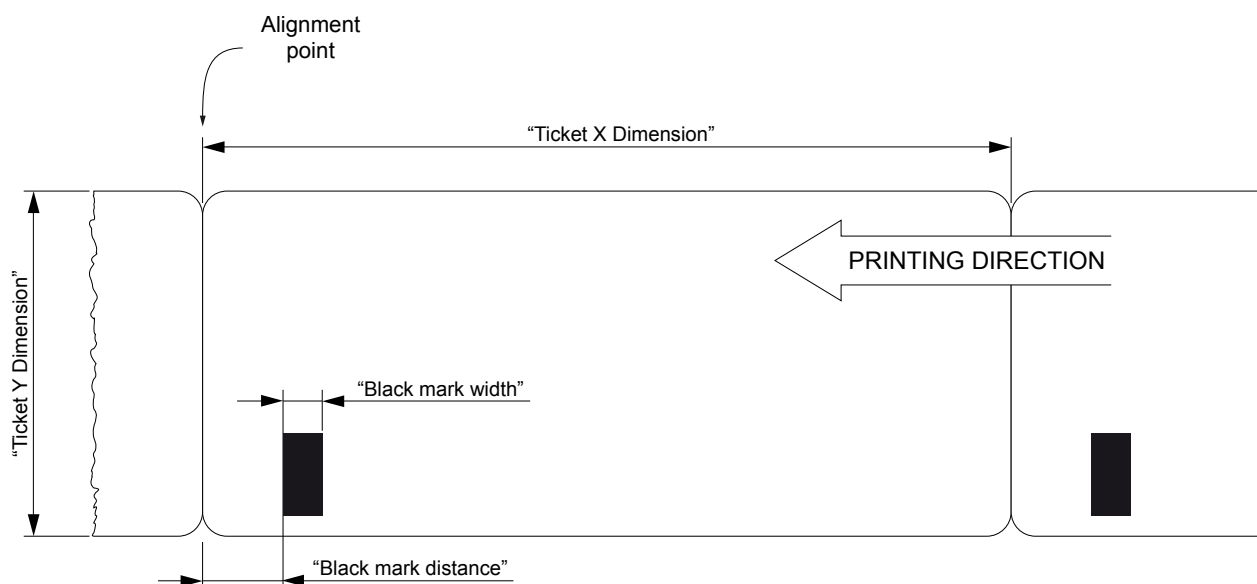 Alignment
point
“Ticket X Dimension”
PRINTING DIRECTION
“Ticket Y Dimension”
“Black mark width”
“Black mark distance”